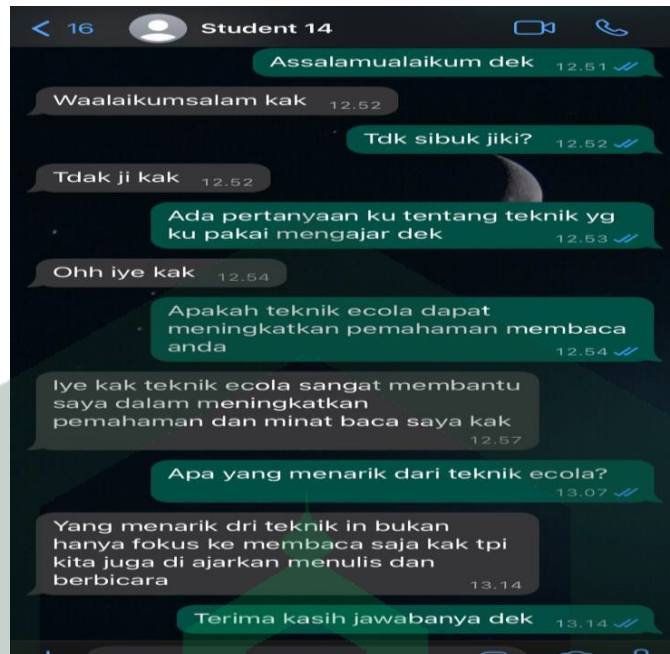 16 Student 14
Assalamualaikum dek 12.51
Waalaikumsalam kak 12.52
Tdk sibuk jiki? 12.52
Tdak ji kak 12.52
Ada pertanyaan ku tentang teknik yg
ku pakai mengajar dek 12.53
Ohh iye kak 12.54
Apakah teknik ecola dapat
meningkatkan pemahaman membaca
anda 12.54
Iye kak teknik ecola sangat membantu
saya dalam meningkatkan
pemahaman dan minat baca saya kak
12.57
Apa yang menarik dari teknik ecola?
13.07
Yang menarik dri teknik in bukan
hanya fokus ke membaca saja kak tpi
kita juga di ajarkan menulis dan
berbicara 13.14
Terima kasih jawabanya dek 13.14